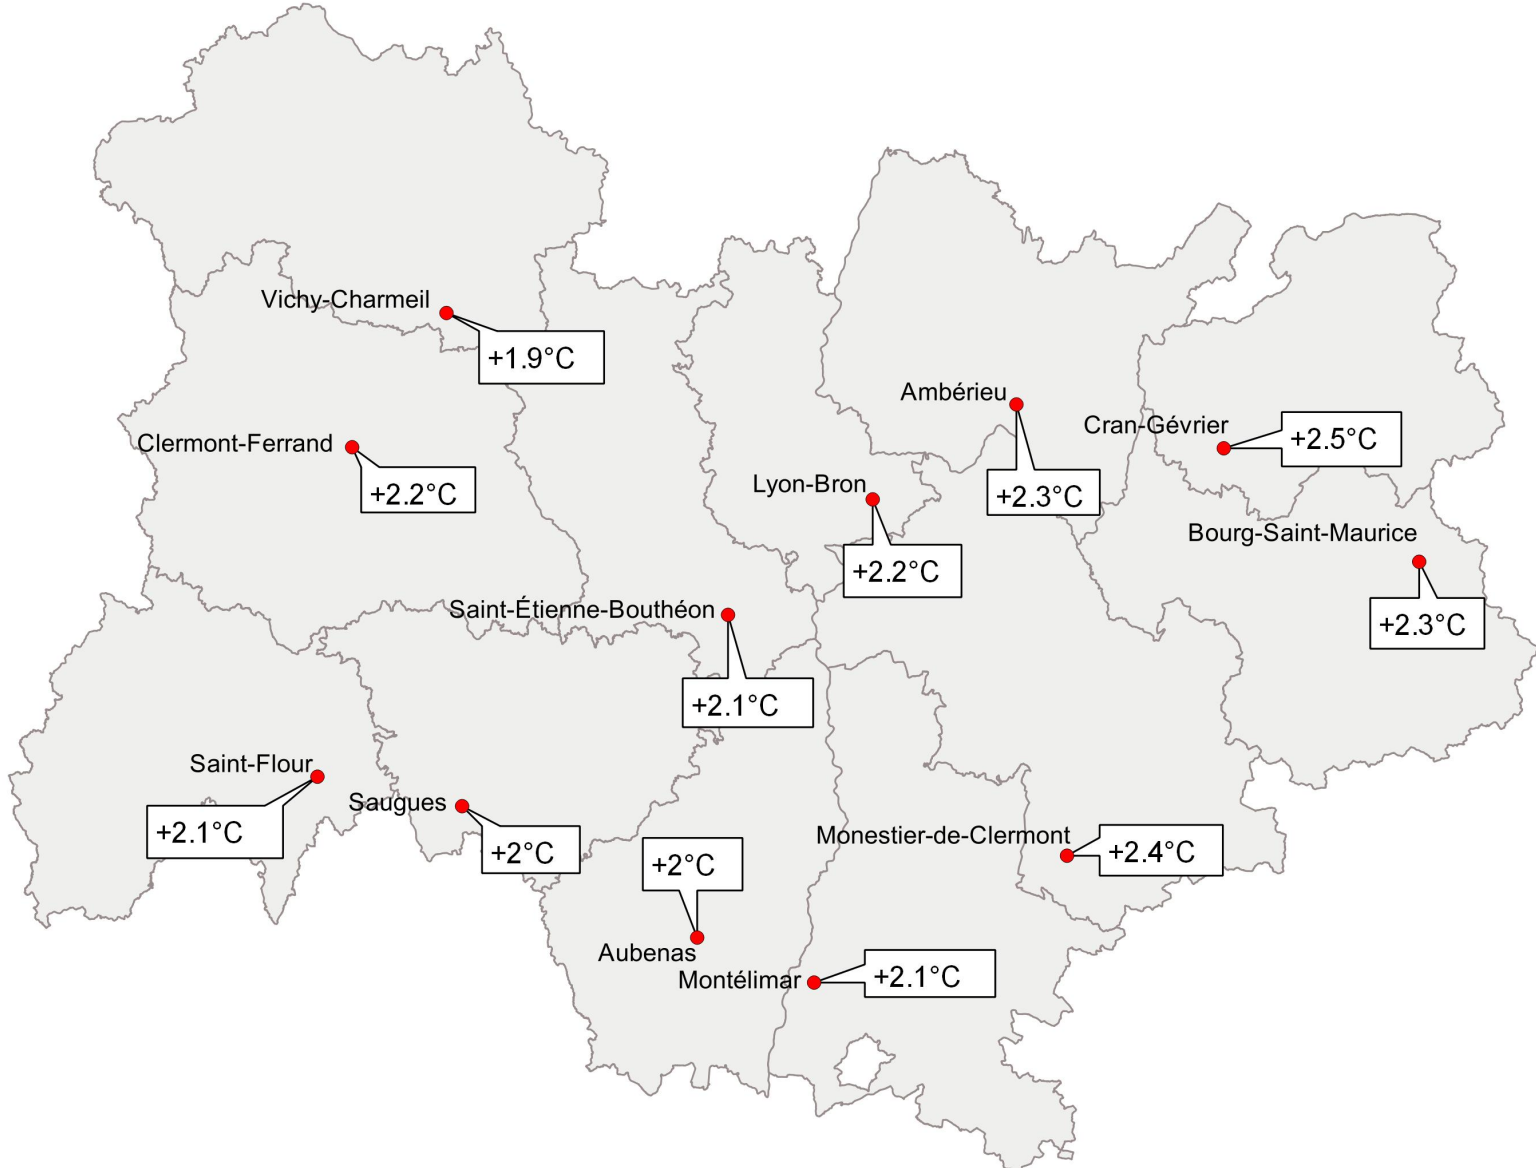 Vichy-Charmeil
+1.9°C
Ambérieu
+2.3°C
Cran-Gévrier
+2.5°C
Clermont-Ferrand
+2.2°C
Lyon-Bron
+2.2°C
Bourg-Saint-Maurice
+2.3°C
Saint-Étienne-Bouthéon
+2.1°C
Saint-Flour
+2.1°C
Saugues
+2°C
Monestier-de-Clermont
+2.4°C
+2°C
Aubenas
Montélimar
+2.1°C